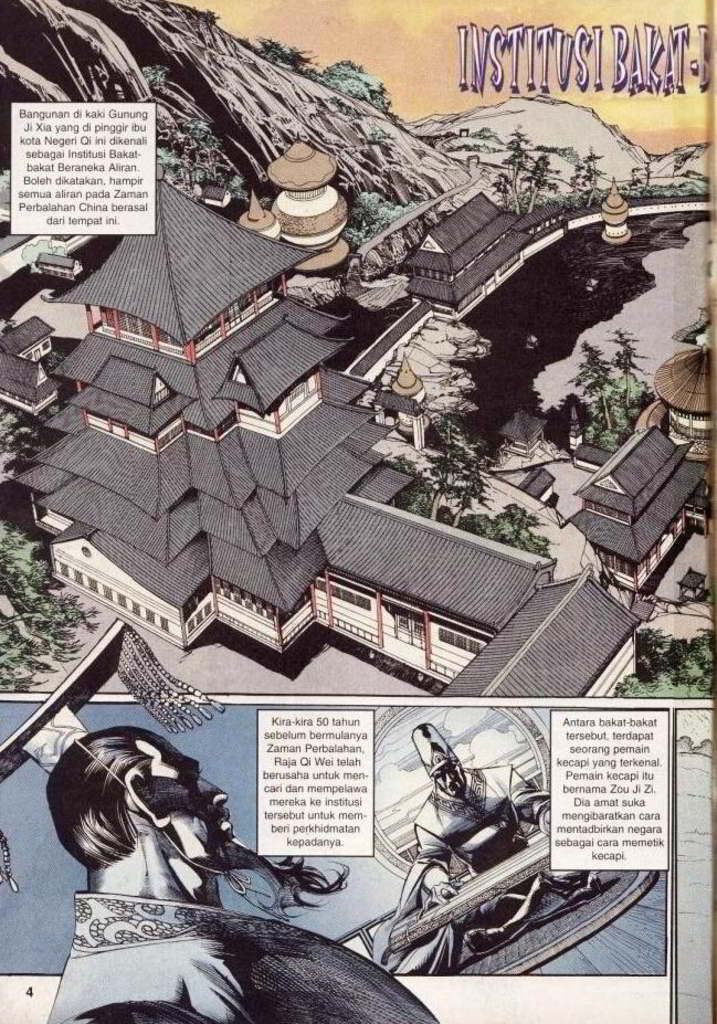 INSTITUSI BAKAT-
Bangunan di kaki Gunung
Ji Xia yang di pinggir ibu
kota Negeri Qi ini dikenali
sebagai Institusi Bakat-
bakat Beraneka Aliran.
Boleh dikatakan, hampir
semua aliran pada Zaman
Perbalahan China berasal
dari tempat ini.
Kira-kira 50 tahun
sebelum bermulanya
Zaman Perbalahan,
Raja Qi Wei telah
berusaha untuk men-
cari dan mempelawa
mereka ke institusi
tersebut untuk mem-
beri perkhidmatan
kepadanya.
Antara bakat-bakat
tersebut, terdapat
seorang pemain
kecapi yang terkenal.
Pemain kecapi itu
bernama Zou Ji Zi.
Dia amat suka
mengibaratkan cara
mentadbirkan negara
sebagai cara memetik
kecapi.
4